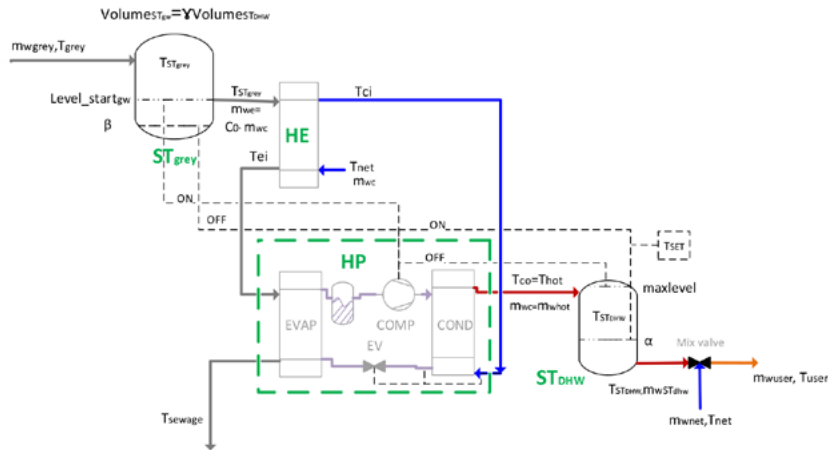 VolumeSTgw=ɣVolumeSTDHW
mwgrey,Tgrey
TSTgrey
Level_startgw
β
STgrey
TSTgrey
mwe=
C0· mwc
HE
Tci
Tei
Tnet
mwc
ON
OFF
ON
TSET
HP
OFF
EVAP
COMP
COND
EV
Tco=Thot
mwc=mwhot
maxlevel
TSTDHW
α
Mix valve
STDHW
TSTDHW,mwSTdhw
mwuser, Tuser
mwnet,Tnet
Tsewage